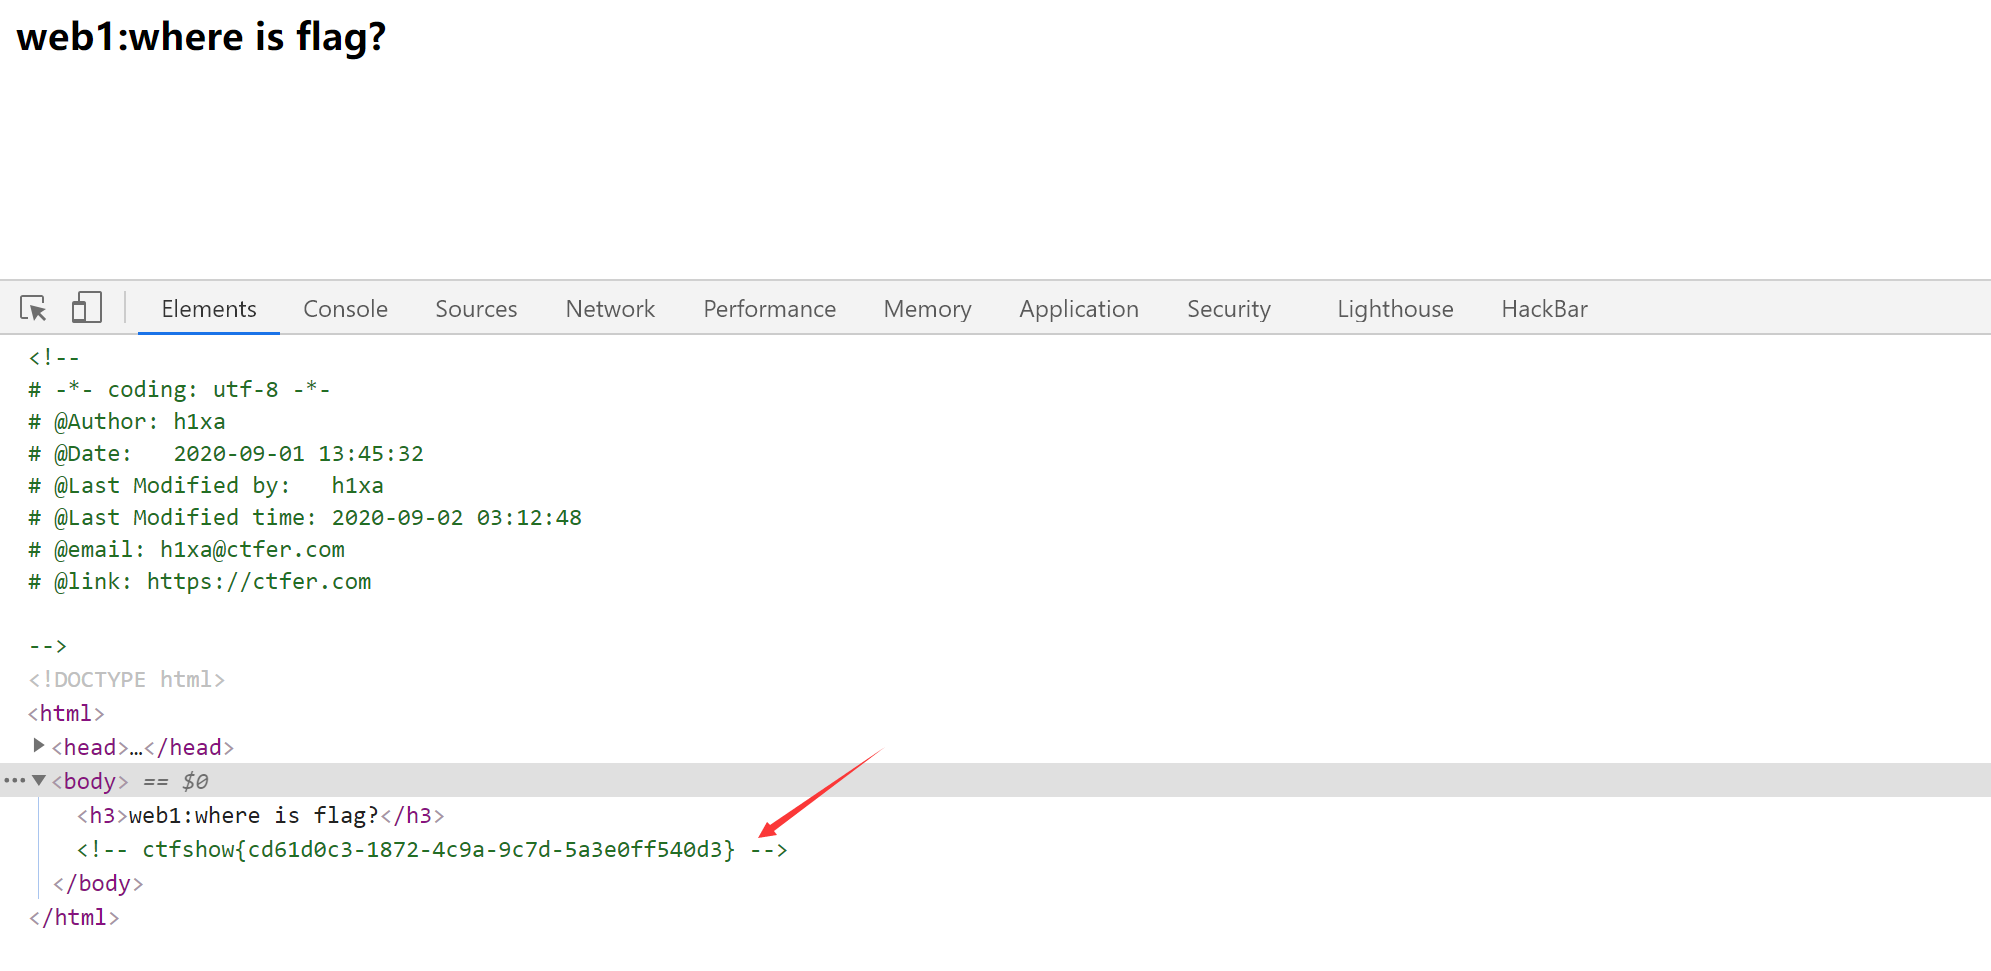 web1:where is flag?
Elements Console Sources Network Performance Memory Application Security Lighthouse HackBar
<!--
# -*- coding: utf-8 -*-
# @Author: h1xa
# @Date:   2020-09-01 13:45:32
# @Last Modified by:   h1xa
# @Last Modified time: 2020-09-02 03:12:48
# @email: h1xa@ctfer.com
# @link: https://ctfer.com
-->
<!DOCTYPE html>
<html>
<head>…</head>
<body> == $0
<h3>web1:where is flag?</h3>
<!-- ctfshow{cd61d0c3-1872-4c9a-9c7d-5a3e0ff540d3} -->
</body>
</html>